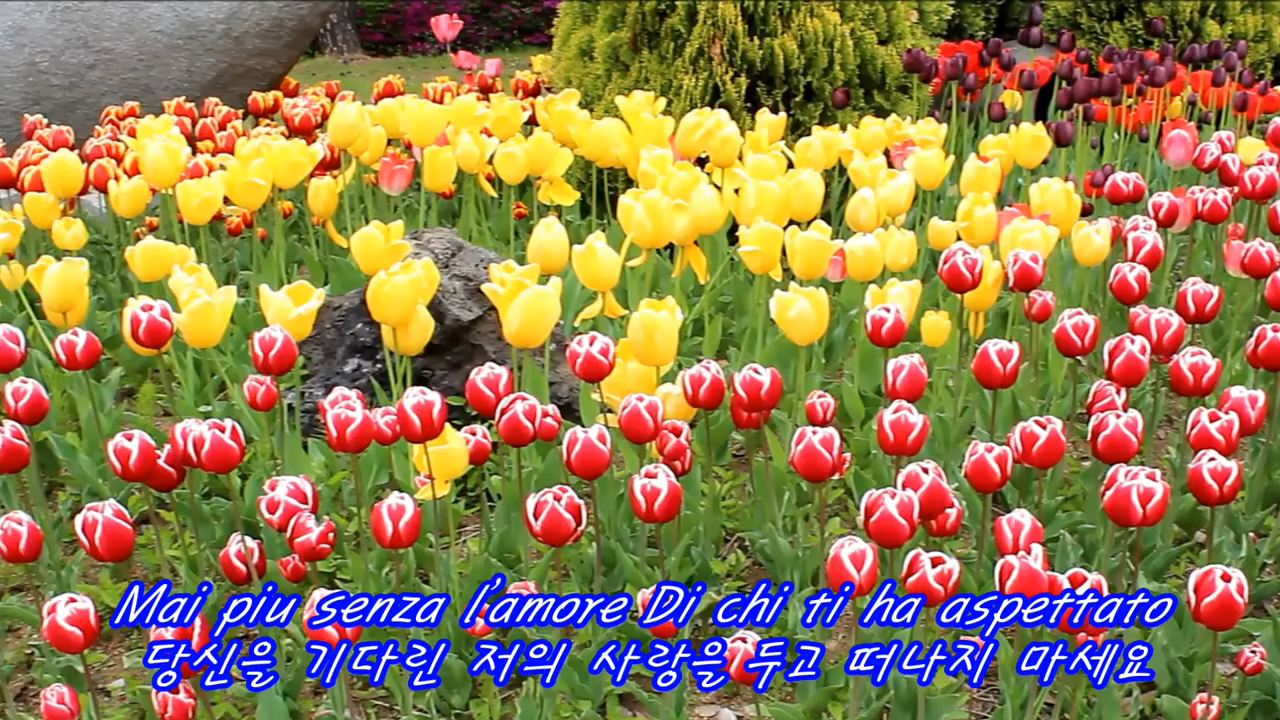 Mai piu senza l'amore Di chi ti ha aspettato
당신을 기다린 저의 사랑을 두고 떠나지 마세요